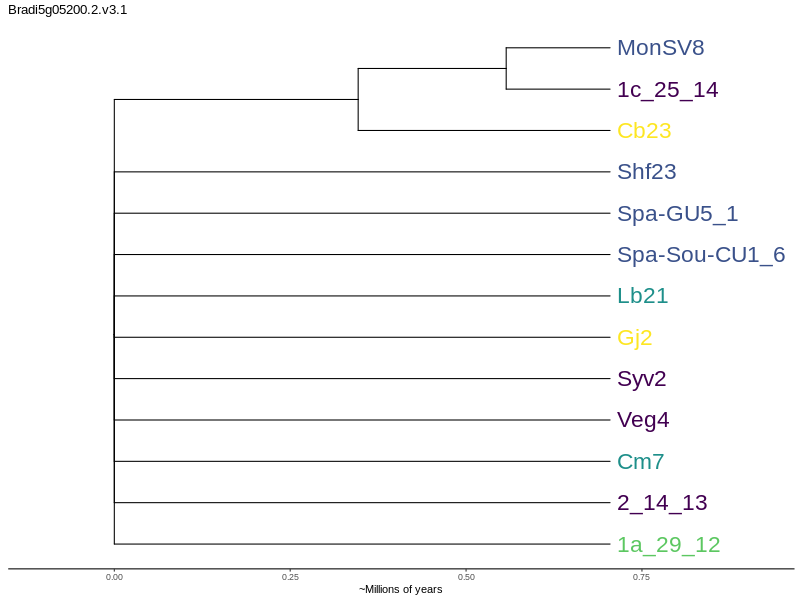 Bradi5g05200.2.v3.1
MonSV8
1c_25_14
Cb23
Shf23
Spa-GU5_1
Spa-Sou-CU1_6
Lb21
Gj2
Syv2
Veg4
Cm7
2_14_13
1a_29_12
0.00 0.25 0.50 0.75
~Millions of years